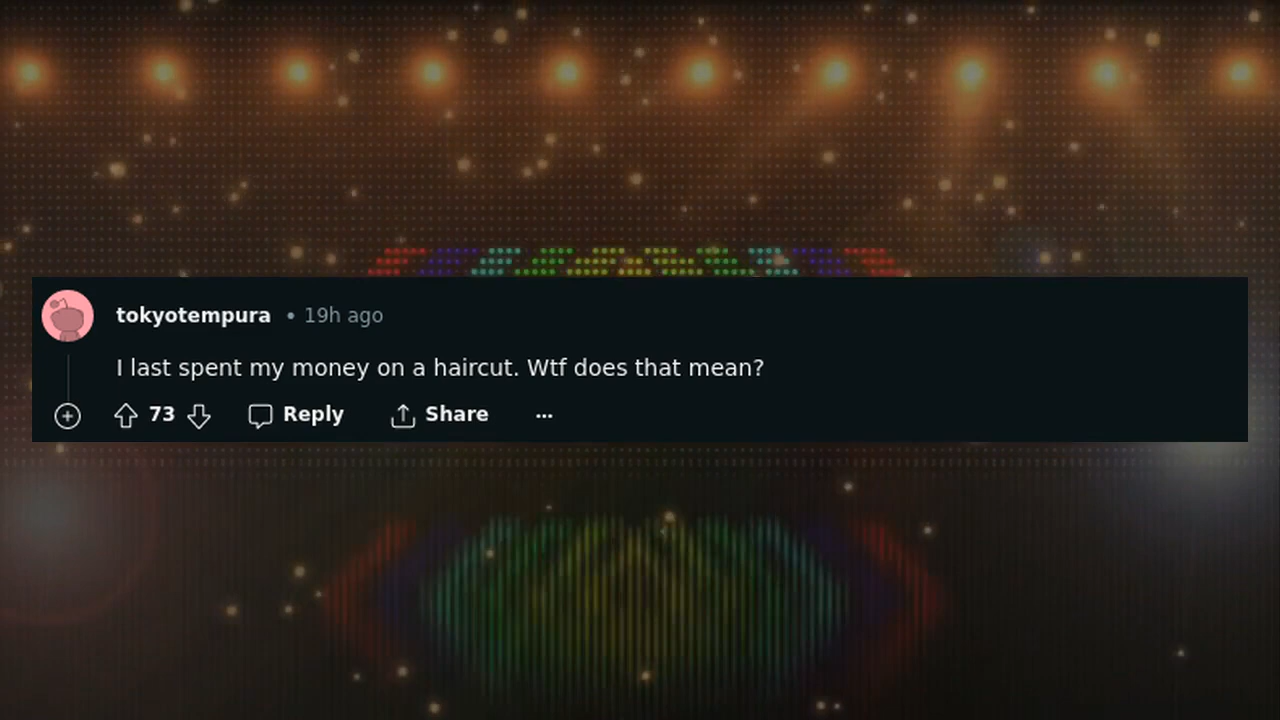 tokyotempura • 19h ago
I last spent my money on a haircut. Wtf does that mean?
73 Reply Share ...